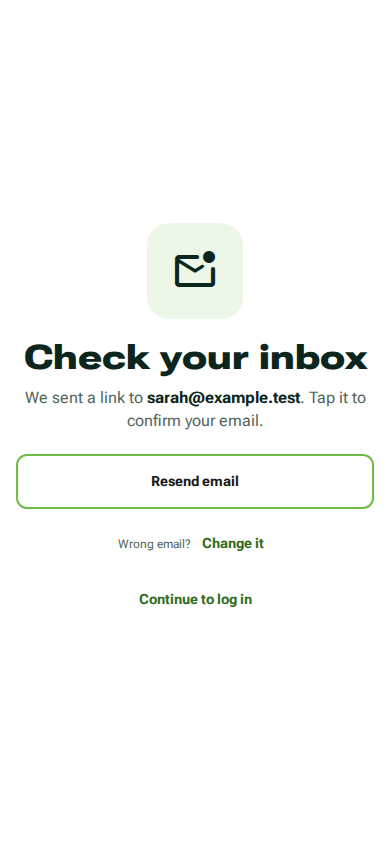 Check your inbox
We sent a link to sarah@example.test. Tap it to
confirm your email.
Resend email
Wrong email? Change it
Continue to log in